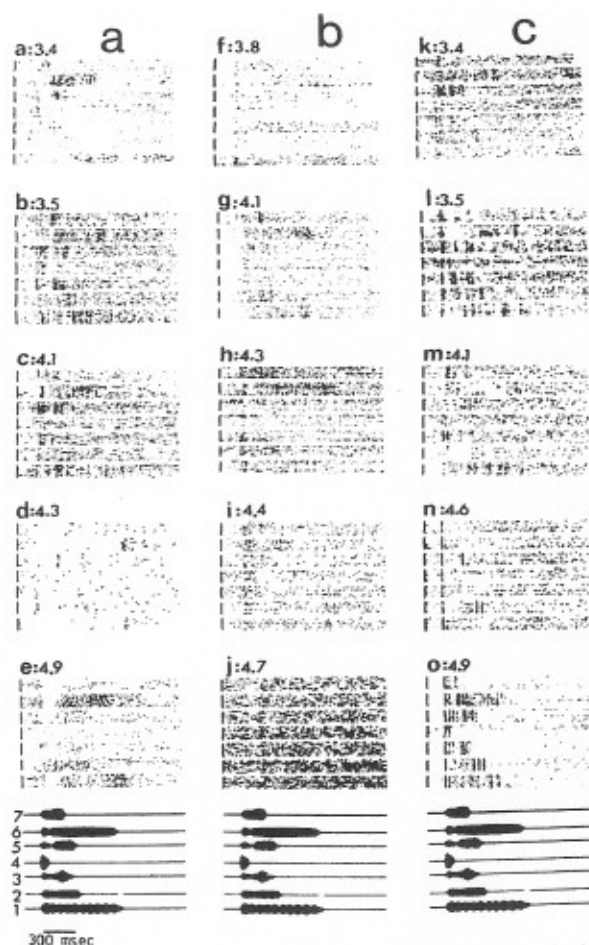 a b c
a:3.4 f:3.8 k:3.4
b:3.5 g:4.1 l:3.5
c:4.1 h:4.3 m:4.1
d:4.3 i:4.4 n:4.6
e:4.9 j:4.7 o:4.9
7
6
5
4
3
2
1
300 msec